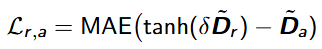 ℒ_{r,a} = MAE(tanh(δD̃_r) − D̃_a)